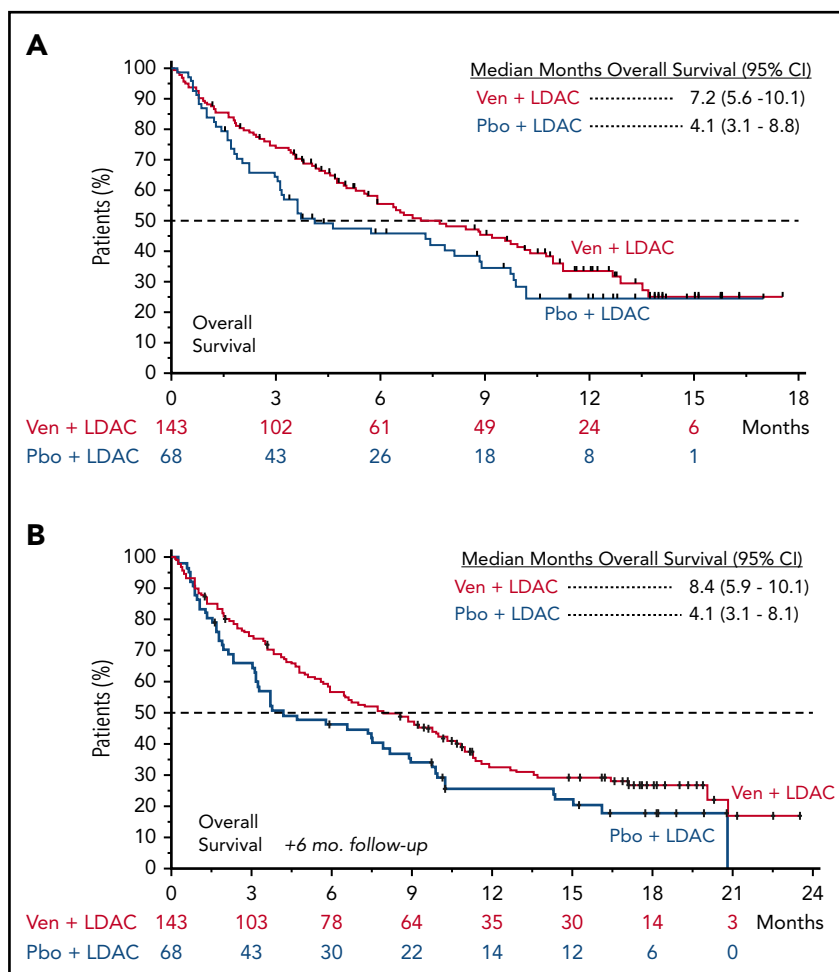 A
Median Months Overall Survival (95% CI)
Ven + LDAC 7.2 (5.6 -10.1)
Pbo + LDAC 4.1 (3.1 - 8.8)
Patients (%)
100
90
80
70
60
50
40
30
20
10
0
Ven + LDAC
Pbo + LDAC
Overall
Survival
0 3 6 9 12 15 18
Ven + LDAC 143 102 61 49 24 6 Months
Pbo + LDAC 68 43 26 18 8 1
B
Median Months Overall Survival (95% CI)
Ven + LDAC 8.4 (5.9 - 10.1)
Pbo + LDAC 4.1 (3.1 - 8.1)
Patients (%)
100
90
80
70
60
50
40
30
20
10
0
Ven + LDAC
Pbo + LDAC
Overall
Survival +6 mo. follow-up
0 3 6 9 12 15 18 21 24
Ven + LDAC 143 103 78 64 35 30 14 3 Months
Pbo + LDAC 68 43 30 22 14 12 6 0